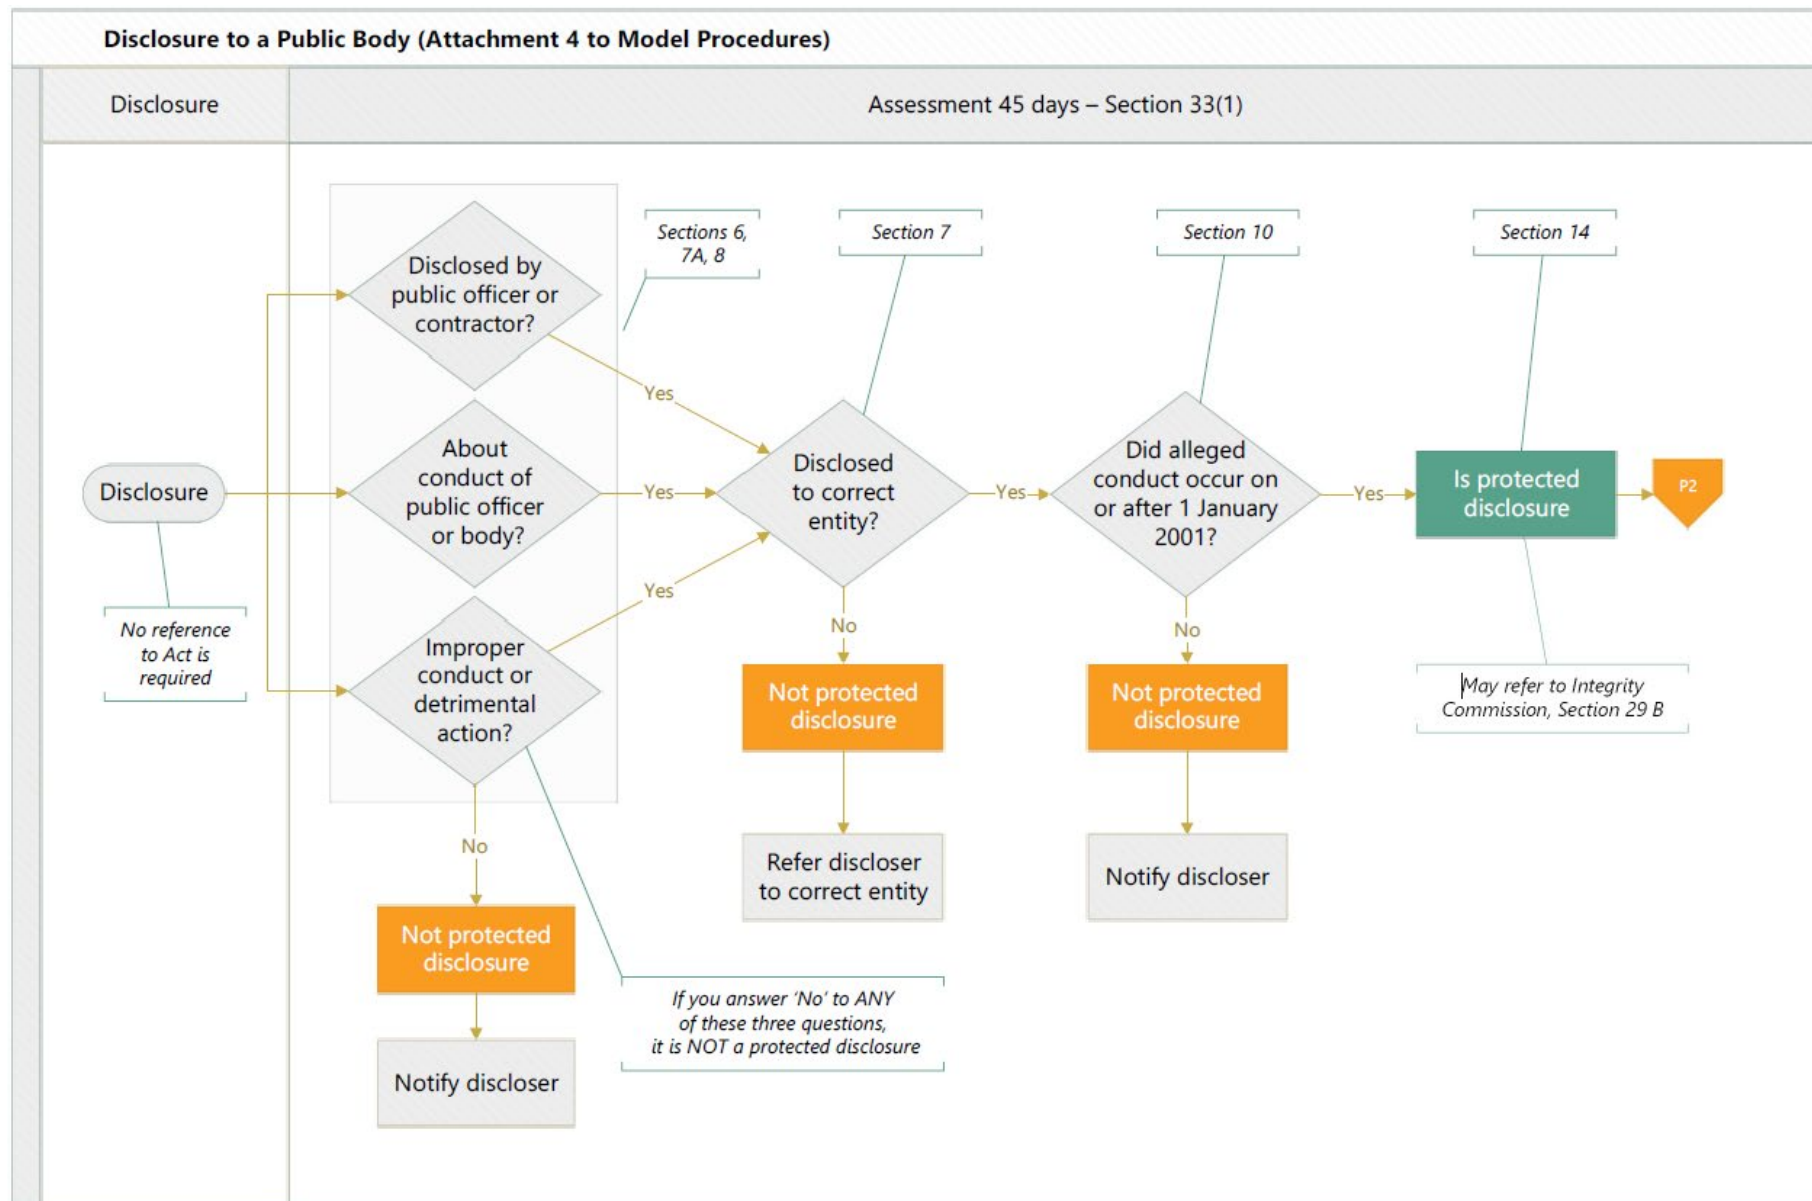 Disclosure to a Public Body (Attachment 4 to Model Procedures)
Disclosure
Assessment 45 days – Section 33(1)
Disclosed by
public officer or
contractor?
Sections 6,
7A, 8
Section 7
Section 10
Section 14
Yes
About
conduct of
public officer
or body?
Disclosure
Yes
Disclosed
to correct
entity?
Yes
Did alleged
conduct occur on
or after 1 January
2001?
Yes
Is protected
disclosure
P2
No reference
to Act is
required
Improper
conduct or
detrimental
action?
Yes
No
Not protected
disclosure
Refer discloser
to correct entity
No
Not protected
disclosure
Notify discloser
May refer to Integrity
Commission, Section 29 B
No
Not protected
disclosure
Notify discloser
If you answer ‘No’ to ANY
of these three questions,
it is NOT a protected disclosure